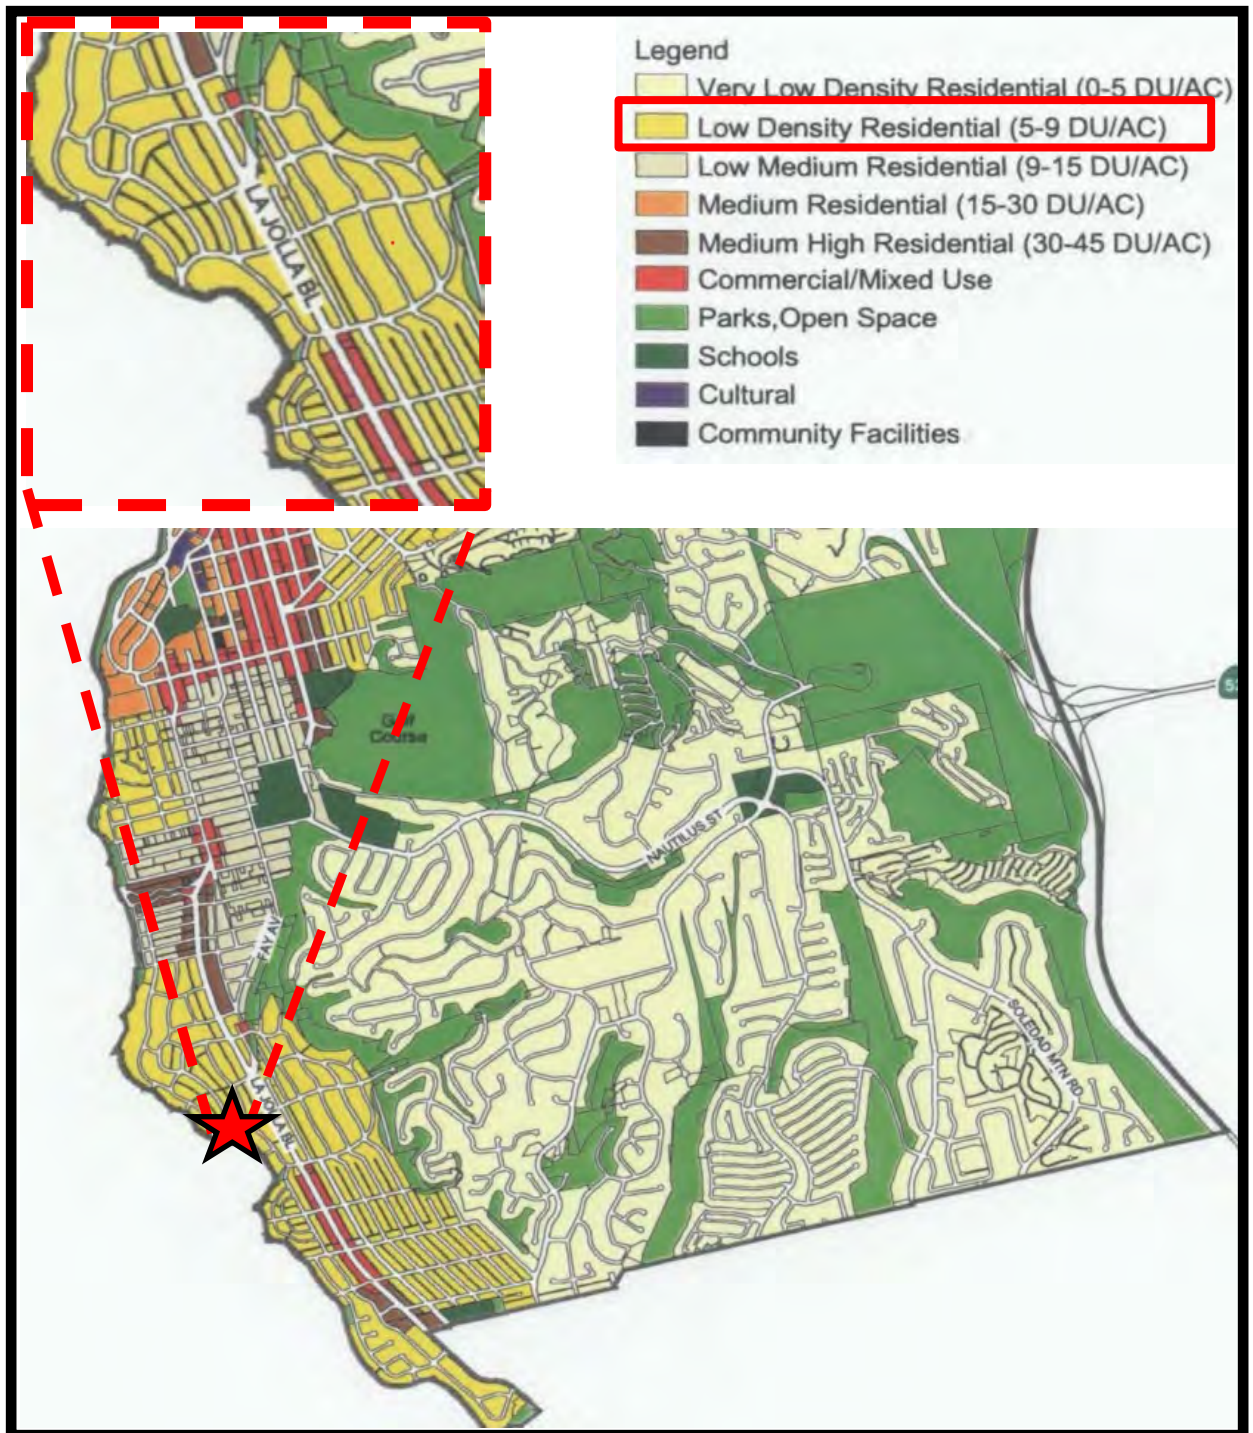 LA JOLLA BL
Legend
Very Low Density Residential (0-5 DU/AC)
Low Density Residential (5-9 DU/AC)
Low Medium Residential (9-15 DU/AC)
Medium Residential (15-30 DU/AC)
Medium High Residential (30-45 DU/AC)
Commercial/Mixed Use
Parks,Open Space
Schools
Cultural
Community Facilities
Golf
Course
NAUTILUS ST
FAY AV
SOLEDAD MTN RD
LA JOLLA BL